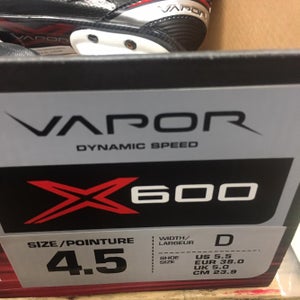 VAPOR
VAPOR
DYNAMIC SPEED
X600
SIZE/POINTURE
4.5
WIDTH/
LARGEUR
D
SHOE
SIZE
US 5.5
EUR 38.0
UK 5.0
CM 23.9